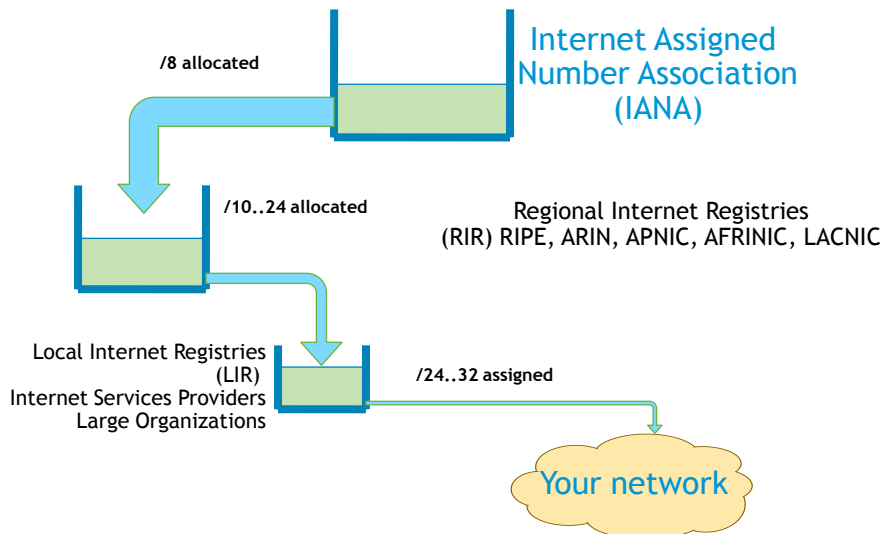 /8 allocated
Internet Assigned
Number Association
(IANA)
/10..24 allocated
Regional Internet Registries
(RIR) RIPE, ARIN, APNIC, AFRINIC, LACNIC
Local Internet Registries
(LIR)
Internet Services Providers
Large Organizations
/24..32 assigned
Your network